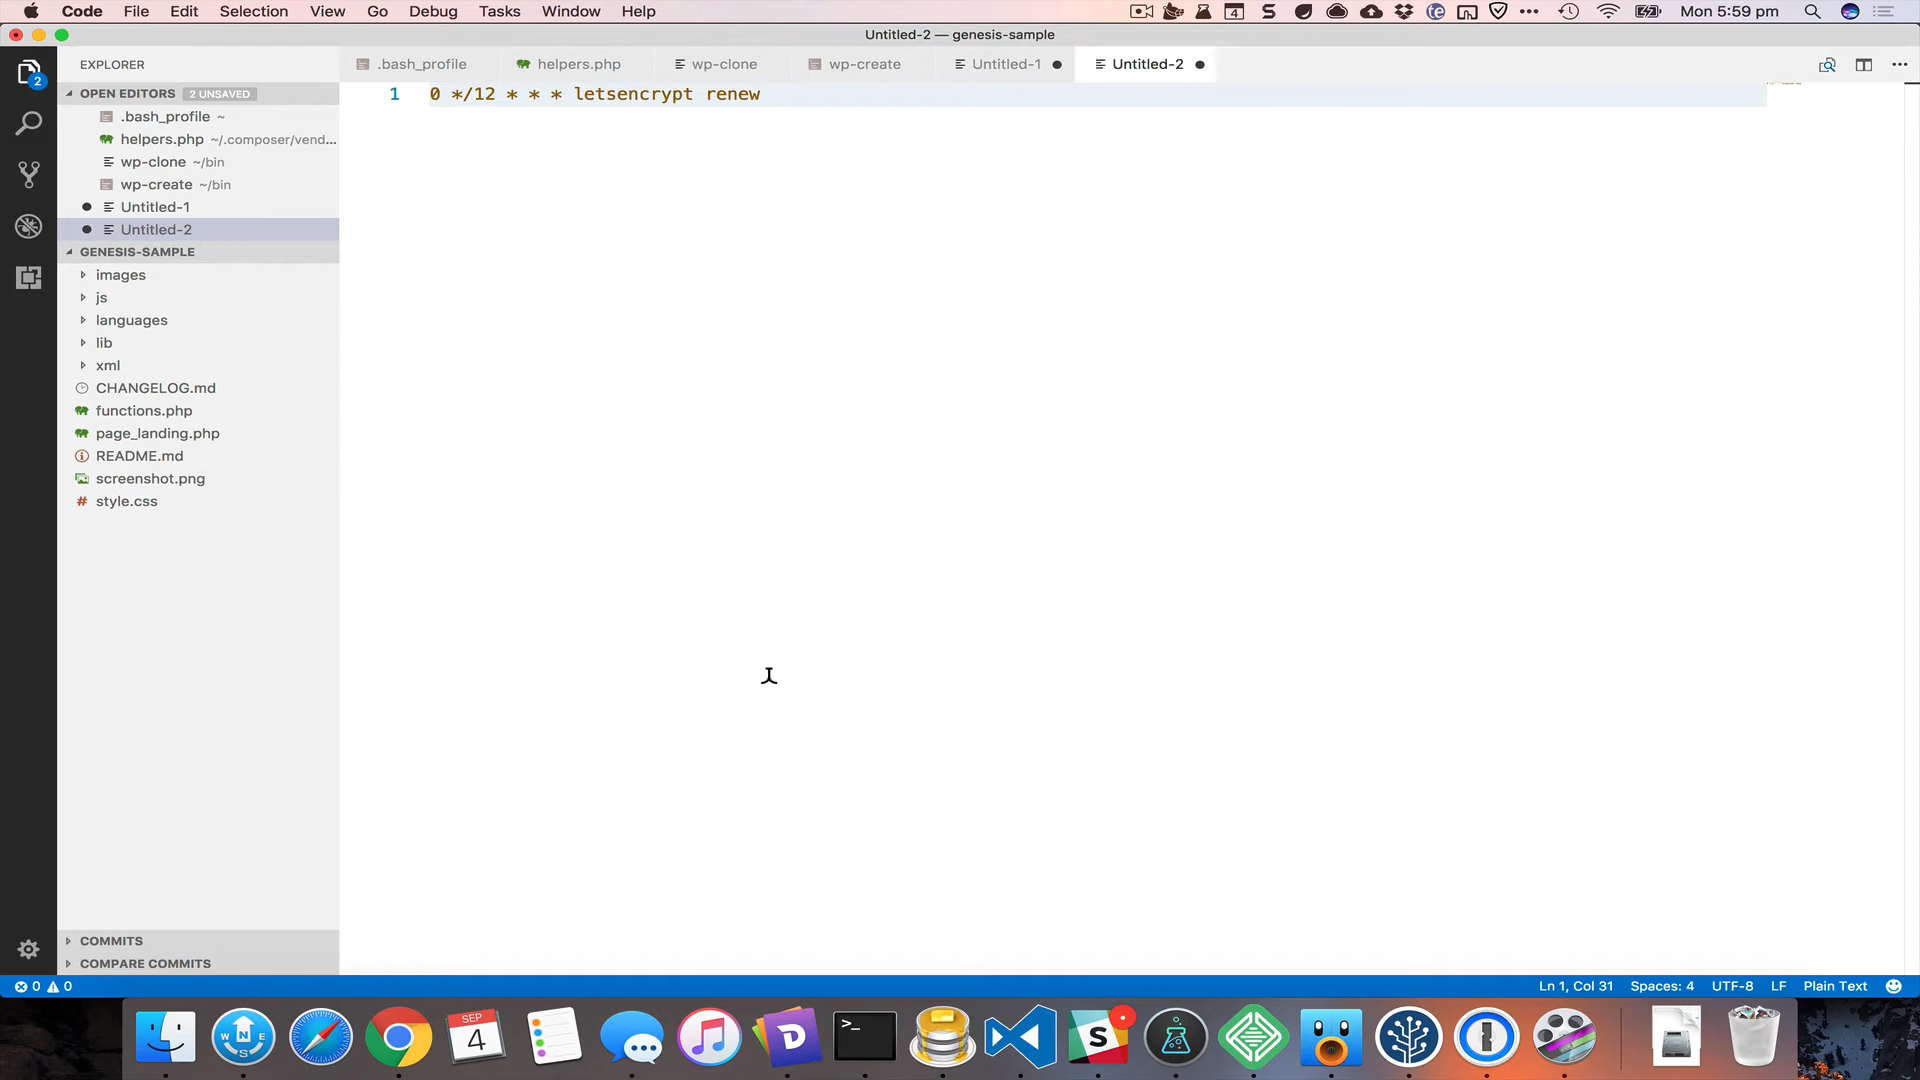 Code File Edit Selection View Go Debug Tasks Window Help
4 te Mon 5:59 pm
Untitled-2 — genesis-sample
EXPLORER
.bash_profile helpers.php wp-clone wp-create Untitled-1 Untitled-2
2
OPEN EDITORS 2 UNSAVED
1 0 */12 * * * letsencrypt renew
.bash_profile ~
helpers.php ~/.composer/vend...
wp-clone ~/bin
wp-create ~/bin
Untitled-1
Untitled-2
GENESIS-SAMPLE
images
js
languages
lib
xml
CHANGELOG.md
functions.php
page_landing.php
README.md
screenshot.png
style.css
COMMITS
COMPARE COMMITS
0 0 Ln 1, Col 31 Spaces: 4 UTF-8 LF Plain Text
SEP
4